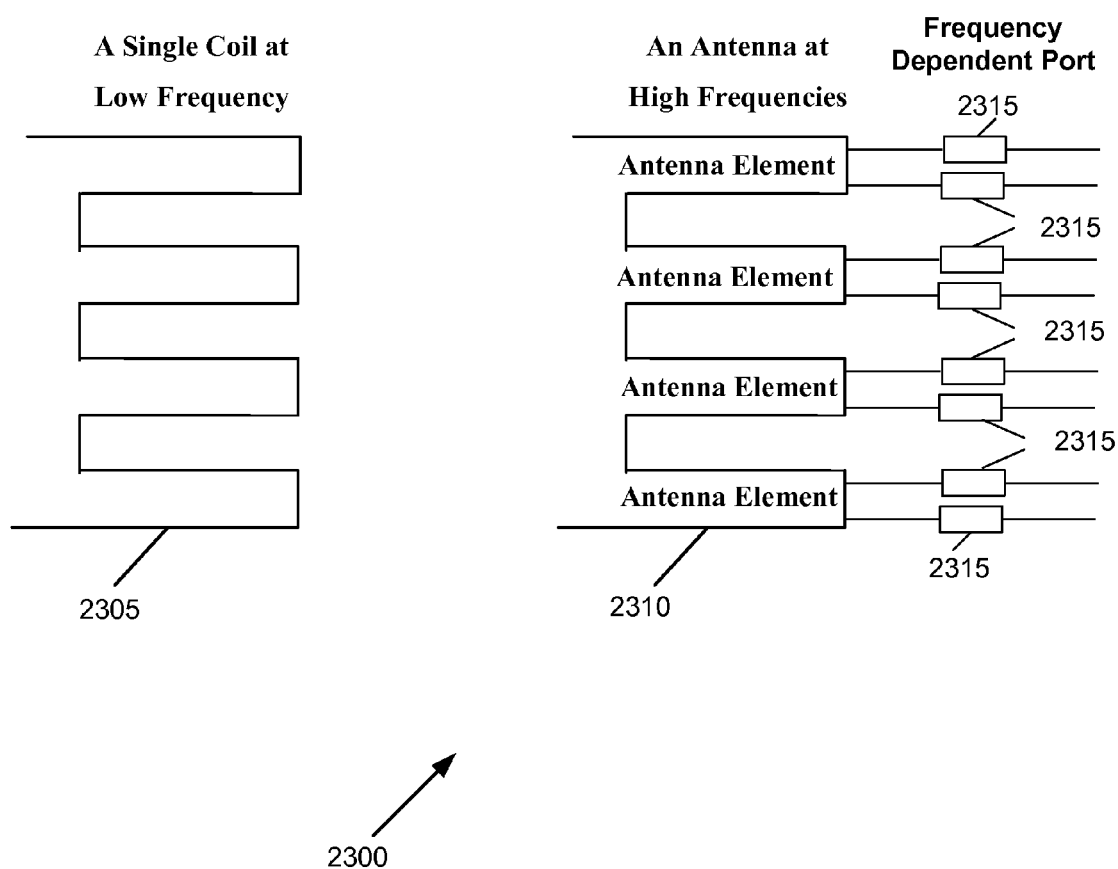 A Single Coil at
Low Frequency
An Antenna at
High Frequencies
Frequency
Dependent Port
2315
Antenna Element
2315
Antenna Element
2315
Antenna Element
2315
Antenna Element
2315
2305
2310
2300